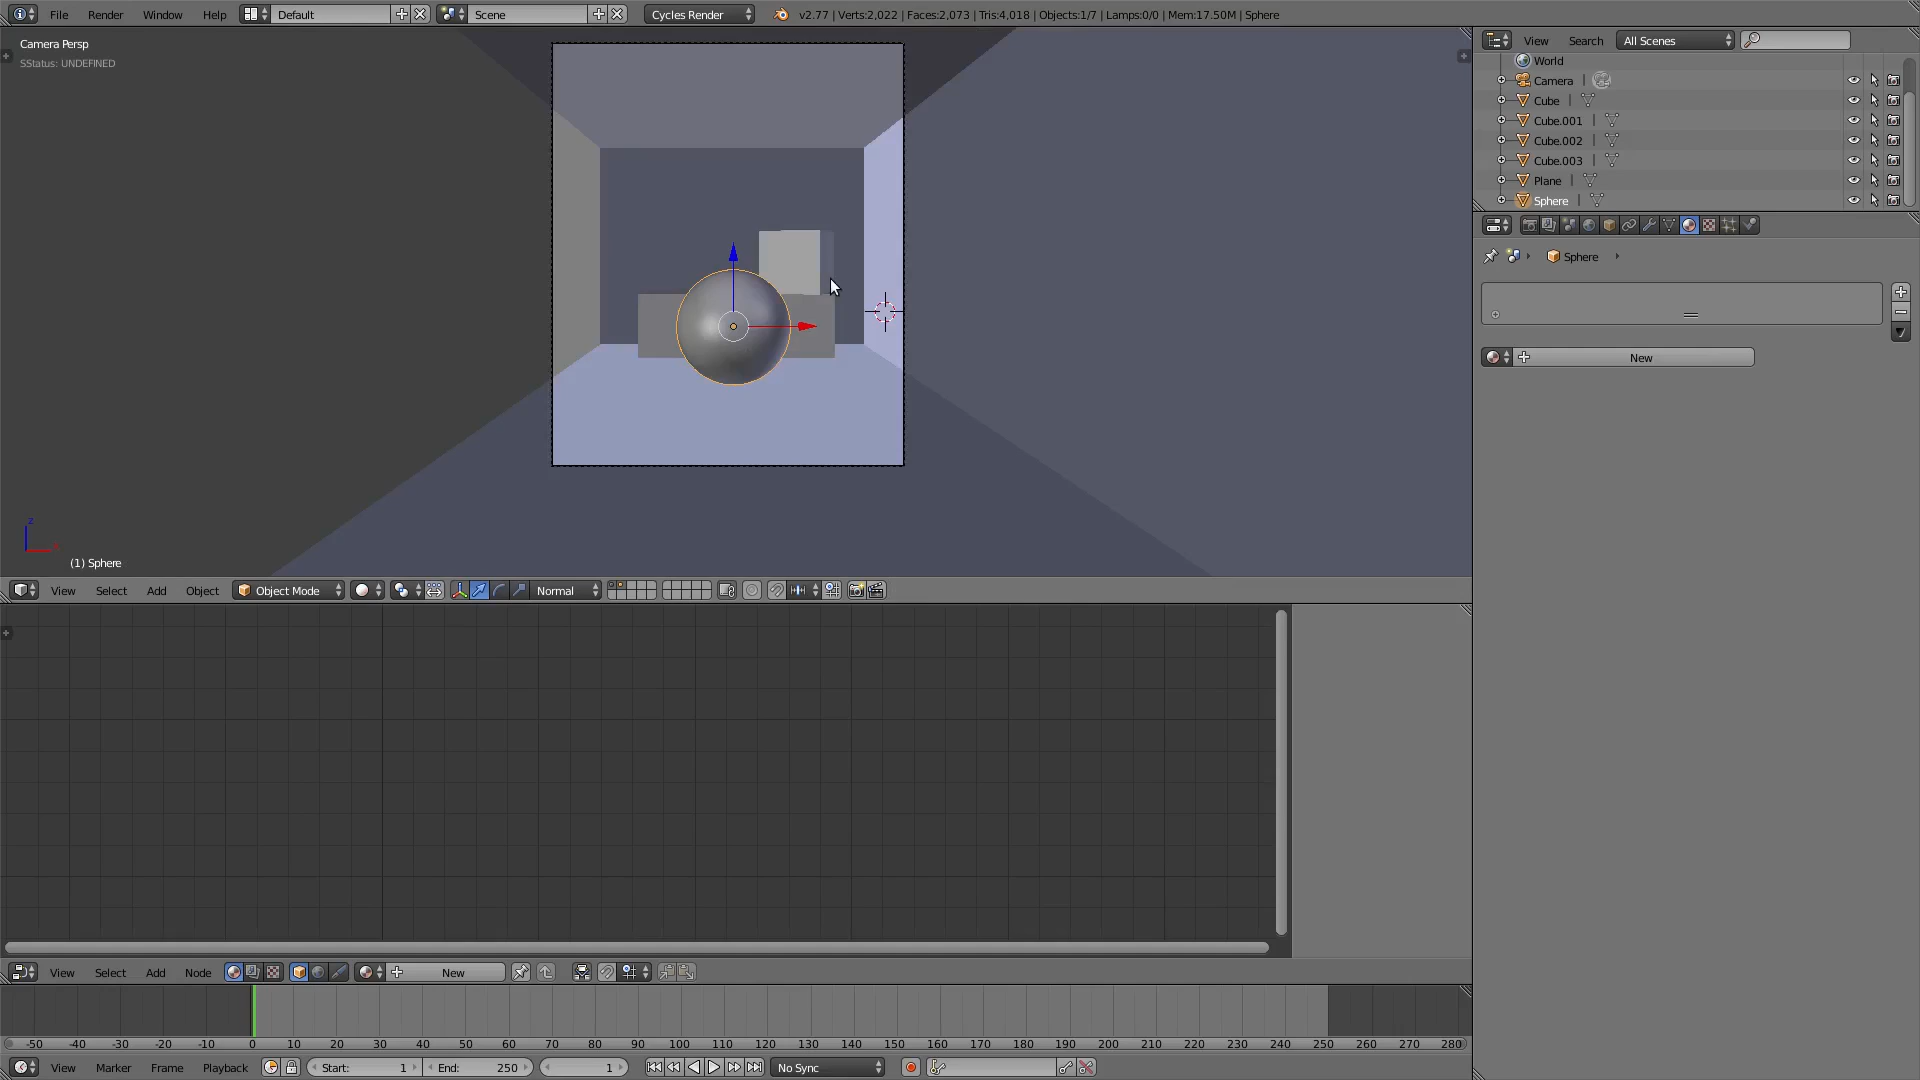 File Render Window Help Default Scene Cycles Render v2.77 | Verts:2,022 | Faces:2,073 | Tris:4,018 | Objects:1/7 | Lamps:0/0 | Mem:17.50M | Sphere
Camera Persp
SStatus: UNDEFINED
View Search All Scenes
World
Camera
Cube
Cube.001
Cube.002
Cube.003
Plane
Sphere
Sphere
New
z
(1) Sphere
View Select Add Object Object Mode Normal
View Select Add Node New
-50 -40 -30 -20 -10 0 10 20 30 40 50 60 70 80 90 100 110 120 130 140 150 160 170 180 190 200 210 220 230 240 250 260 270 280
View Marker Frame Playback Start: 1 End: 250 1 No Sync